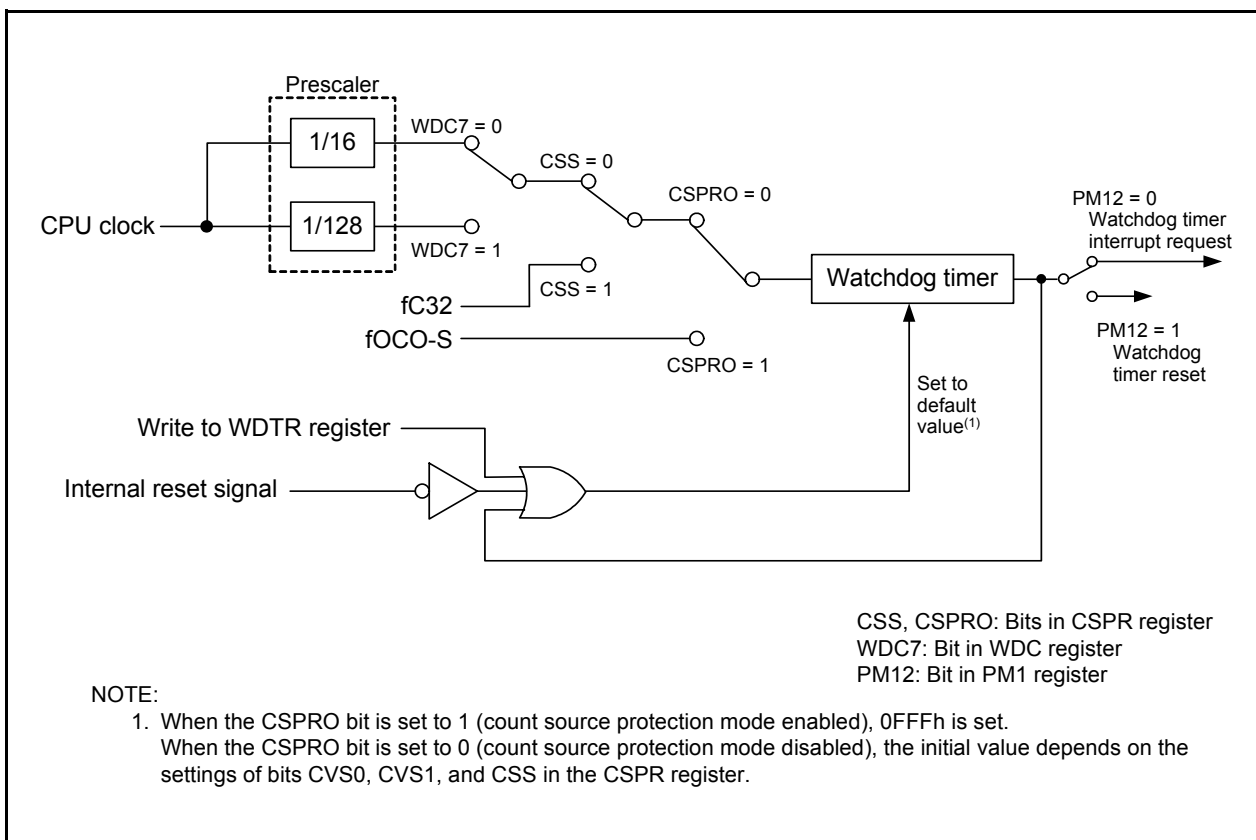 Prescaler
1/16
WDC7 = 0
CSS = 0
CSPRO = 0
PM12 = 0
Watchdog timer
interrupt request
CPU clock
1/128
WDC7 = 1
CSS = 1
fC32
Watchdog timer
fOCO-S
CSPRO = 1
PM12 = 1
Watchdog
timer reset
Set to
default
value(1)
Write to WDTR register
Internal reset signal
CSS, CSPRO: Bits in CSPR register
WDC7: Bit in WDC register
PM12: Bit in PM1 register
NOTE:
1. When the CSPRO bit is set to 1 (count source protection mode enabled), 0FFFh is set.
When the CSPRO bit is set to 0 (count source protection mode disabled), the initial value depends on the
settings of bits CVS0, CVS1, and CSS in the CSPR register.